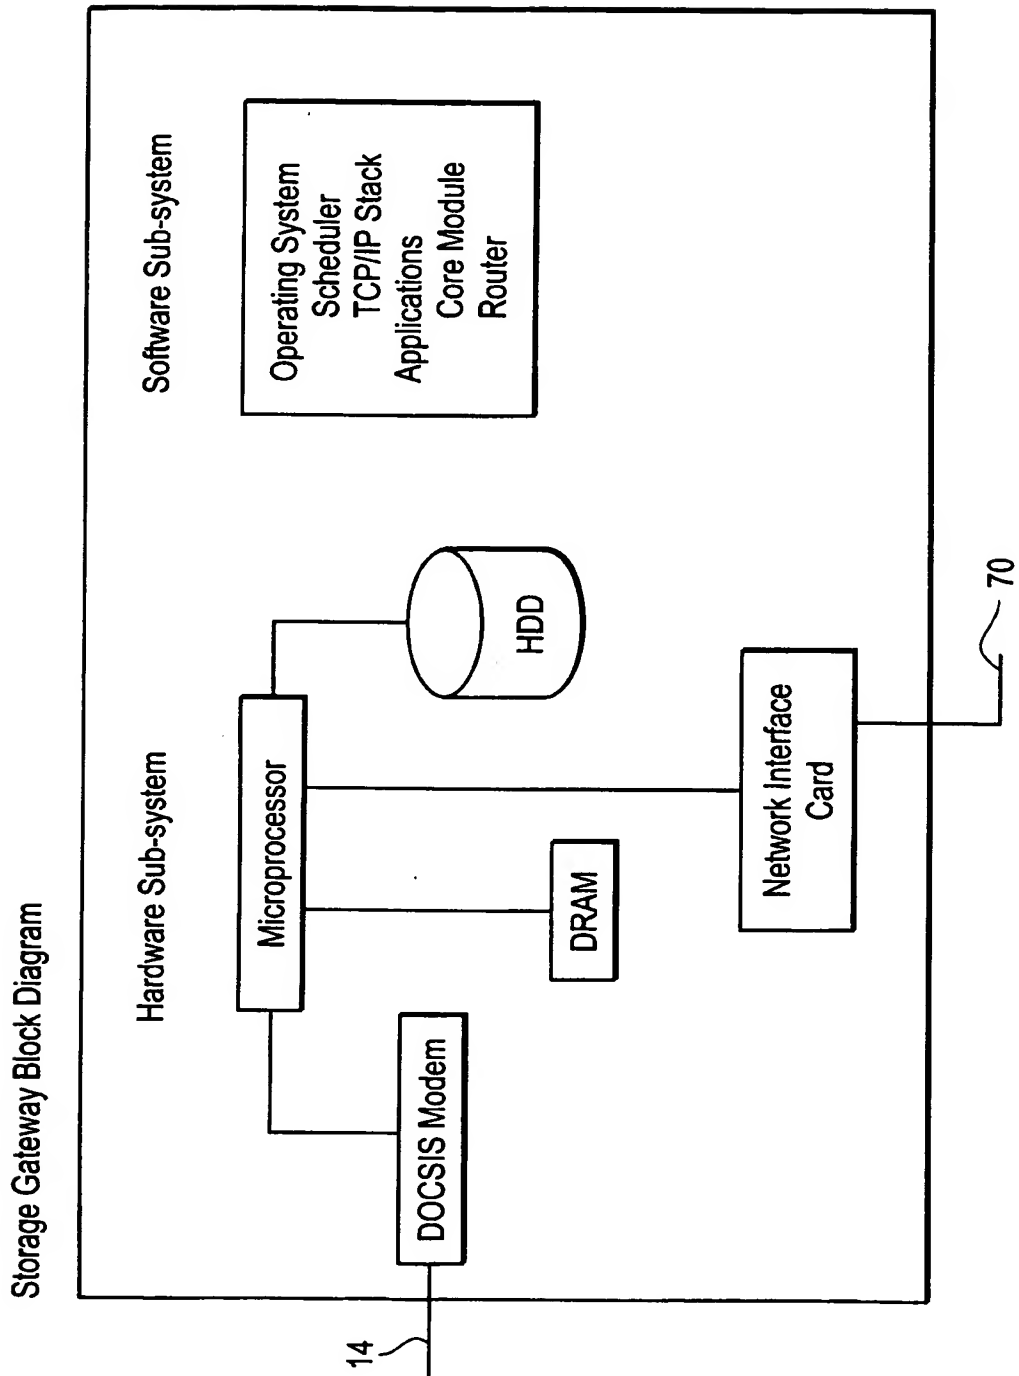 Storage Gateway Block Diagram
Hardware Sub-system
Software Sub-system
Microprocessor
Operating System
Scheduler
TCP/IP Stack
Applications
Core Module
Router
DOCSIS Modem
HDD
DRAM
Network Interface
Card
14
70